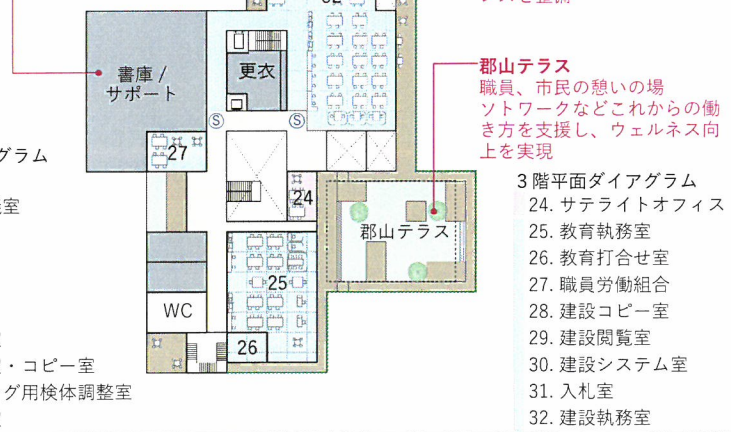 32
書庫 /
サポート
更衣
S
S
27
24
郡山テラス
25
WC
26
グラム
室
・コピー室
グ用検体調整室
郡山テラス
職員、市民の憩いの場
ソトワークなどこれからの働
き方を支援し、ウェルネス向
上を実現
3階平面ダイアグラム
24. サテライトオフィス
25. 教育執務室
26. 教育打合せ室
27. 職員労働組合
28. 建設コピー室
29. 建設閲覧室
30. 建設システム室
31. 入札室
32. 建設執務室